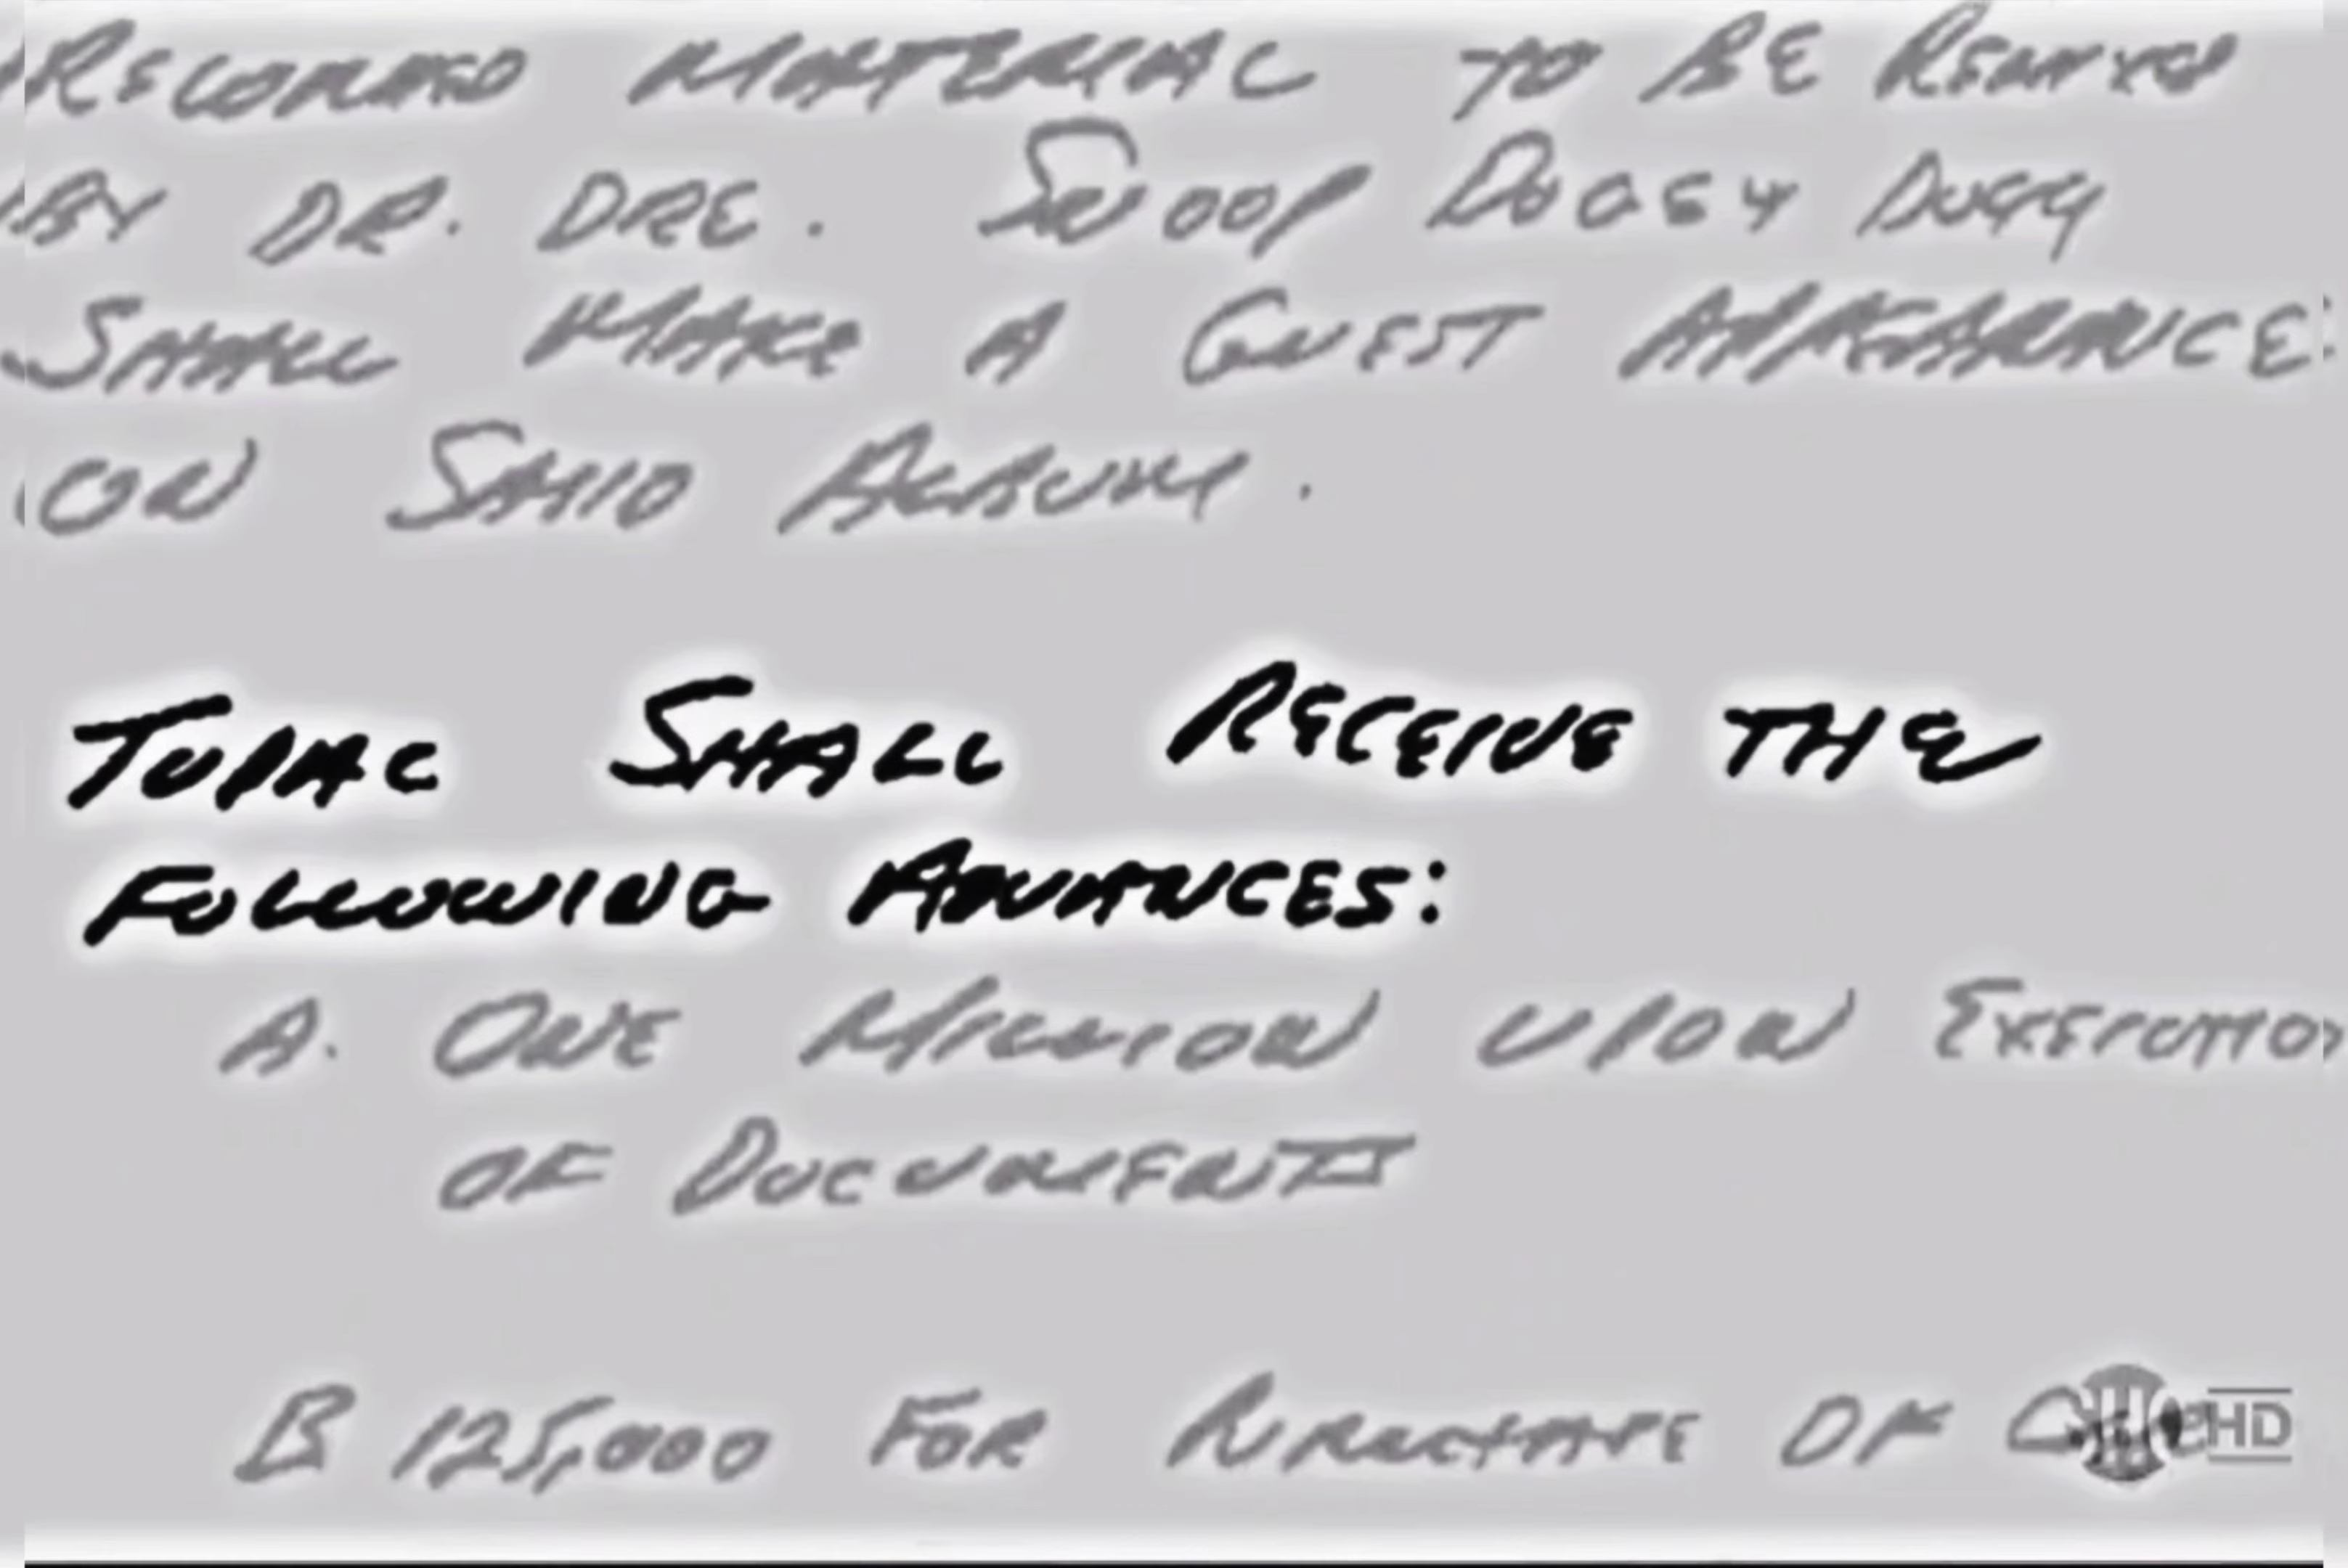 RECORDED MATERIAL TO BE REMIXED
BY DR. DRE. SNOOP DOGGY DOGG
SHALL MAKE A GUEST APPEARANCE
ON SAID ALBUM.
TUPAC SHALL RECEIVE THE
FOLLOWING ADVANCES:
A. ONE MILLION UPON EXECUTION
OF DOCUMENTS
B 125,000 FOR PURCHASE OF
SHO HD